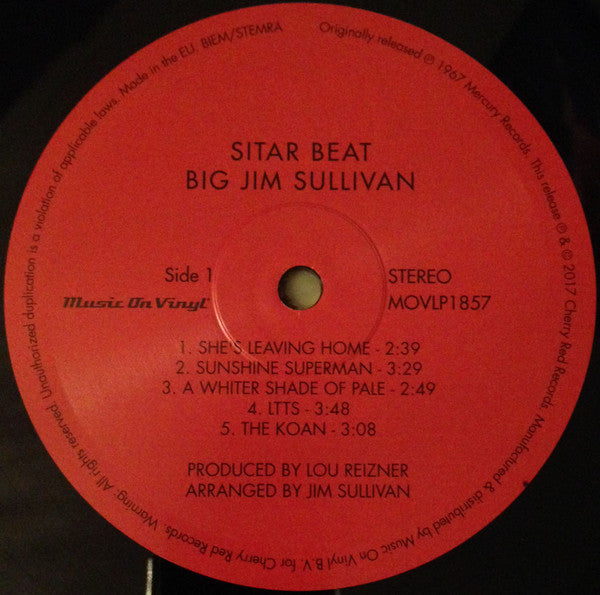 SITAR BEAT
BIG JIM SULLIVAN
Side 1
STEREO
Music On Vinyl
MOVLP1857
1. SHE'S LEAVING HOME - 2:39
2. SUNSHINE SUPERMAN - 3:29
3. A WHITER SHADE OF PALE - 2:49
4. LTTS - 3:48
5. THE KOAN - 3:08
PRODUCED BY LOU REIZNER
ARRANGED BY JIM SULLIVAN
Originally released ℗ 1967 Mercury Records. This release ℗ & © 2017 Cherry Red Records. Manufactured & distributed by Music On Vinyl B.V. for Cherry Red Records. Warning. All rights reserved. Unauthorized duplication is a violation of applicable laws. Made in the EU. BIEM/STEMRA